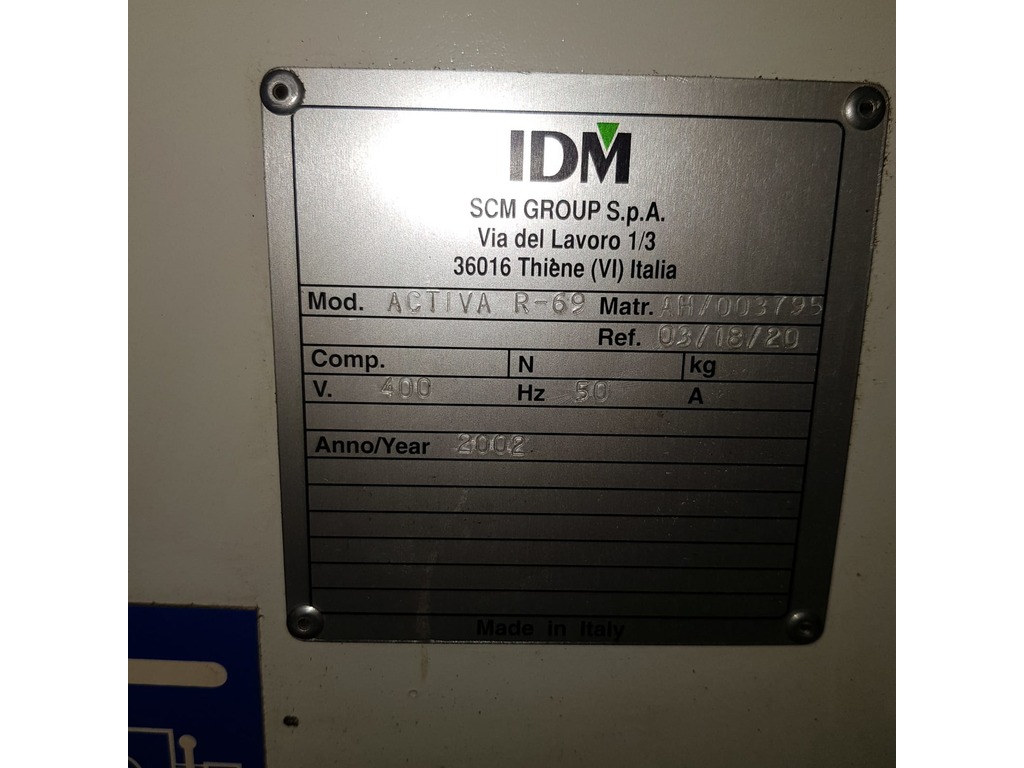 IDM
SCM GROUP S.p.A.
Via del Lavoro 1/3
36016 Thiène (VI) Italia
Mod. ACTIVA R-69 Matr. AH/003795
Ref. 03/18/20
Comp. N kg
V. 400 Hz 50 A
Anno/Year 2002
Made in Italy